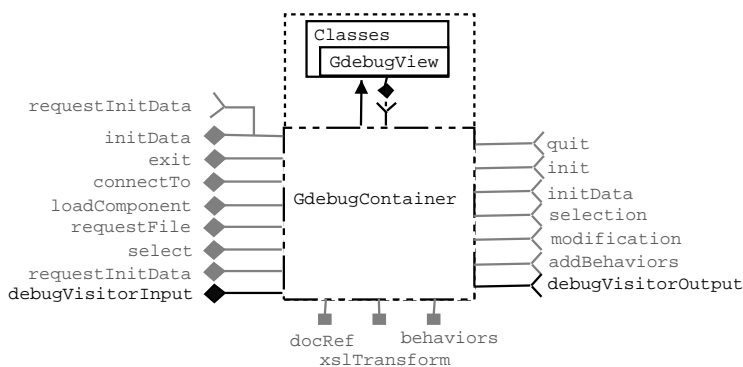 Classes
GdebugView
requestInitData
initData
exit
connectTo
loadComponent
requestFile
select
requestInitData
debugVisitorInput
GdebugContainer
quit
init
initData
selection
modification
addBehaviors
debugVisitorOutput
docRef
xslTransform
behaviors